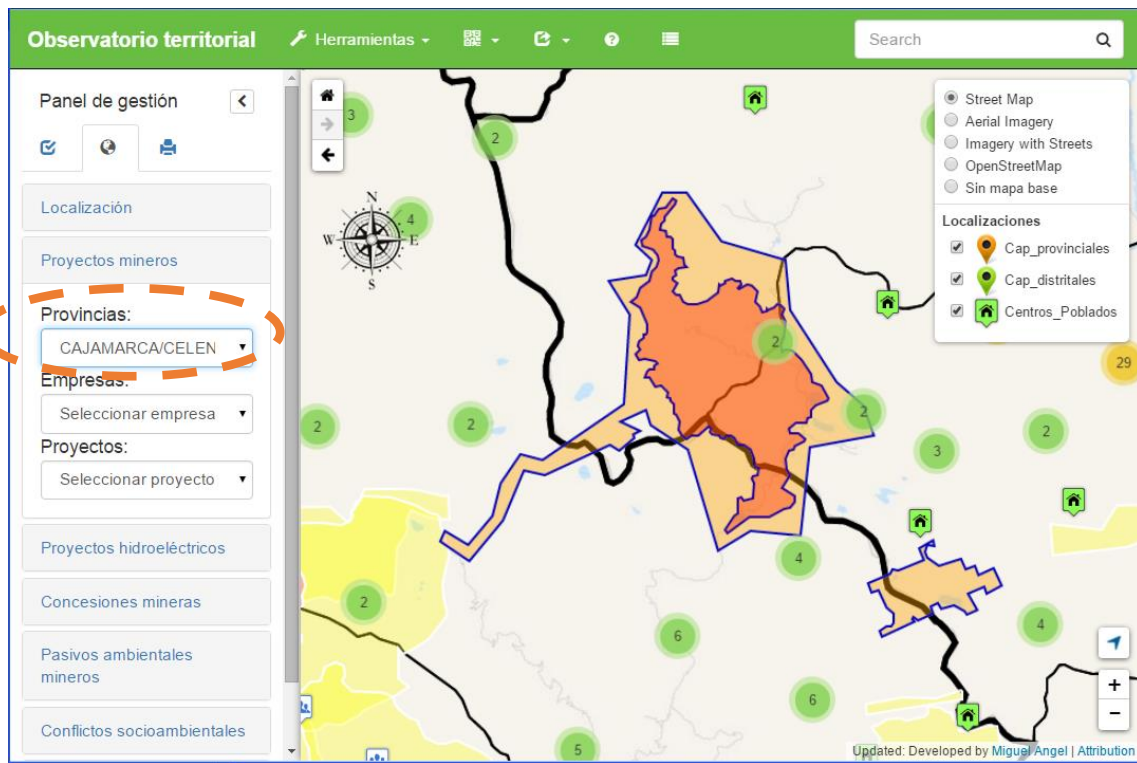 Observatorio territorial
Herramientas
Search
Panel de gestión
Localización
Proyectos mineros
Provincias:
CAJAMARCA/CELEN
Empresas:
Seleccionar empresa
Proyectos:
Seleccionar proyecto
Proyectos hidroeléctricos
Concesiones mineras
Pasivos ambientales
mineros
Conflictos socioambientales
3
2
4
N
W
E
S
2
2
2
2
3
2
29
4
2
6
4
6
5
Street Map
Aerial Imagery
Imagery with Streets
OpenStreetMap
Sin mapa base
Localizaciones
Cap_provinciales
Cap_distritales
Centros_Poblados
+
−
Updated: Developed by Miguel Angel | Attribution